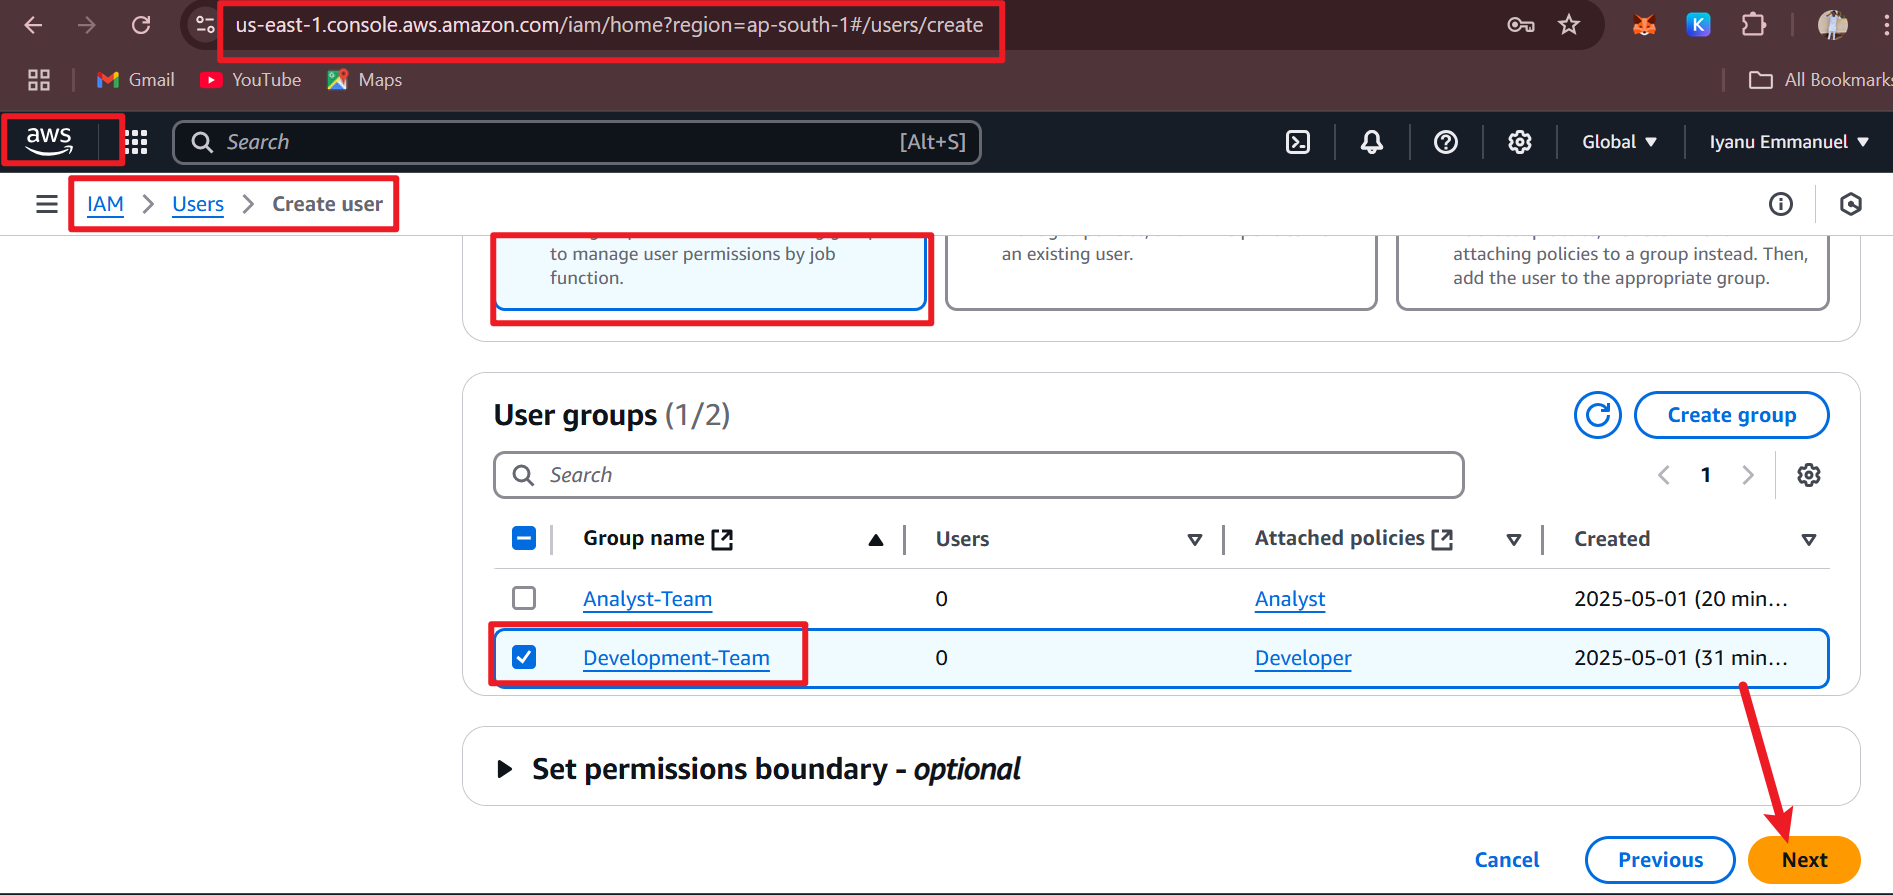 us-east-1.console.aws.amazon.com/iam/home?region=ap-south-1#/users/create
K
Gmail
YouTube
Maps
All Bookmarks
aws
Search
[Alt+S]
Global
Iyanu Emmanuel
IAM > Users > Create user
to manage user permissions by job
function.
an existing user.
attaching policies to a group instead. Then,
add the user to the appropriate group.
User groups (1/2)
Create group
Search
1
Group name
Users
Attached policies
Created
Analyst-Team 0 Analyst 2025-05-01 (20 min...
Development-Team 0 Developer 2025-05-01 (31 min...
Set permissions boundary - optional
Cancel
Previous
Next